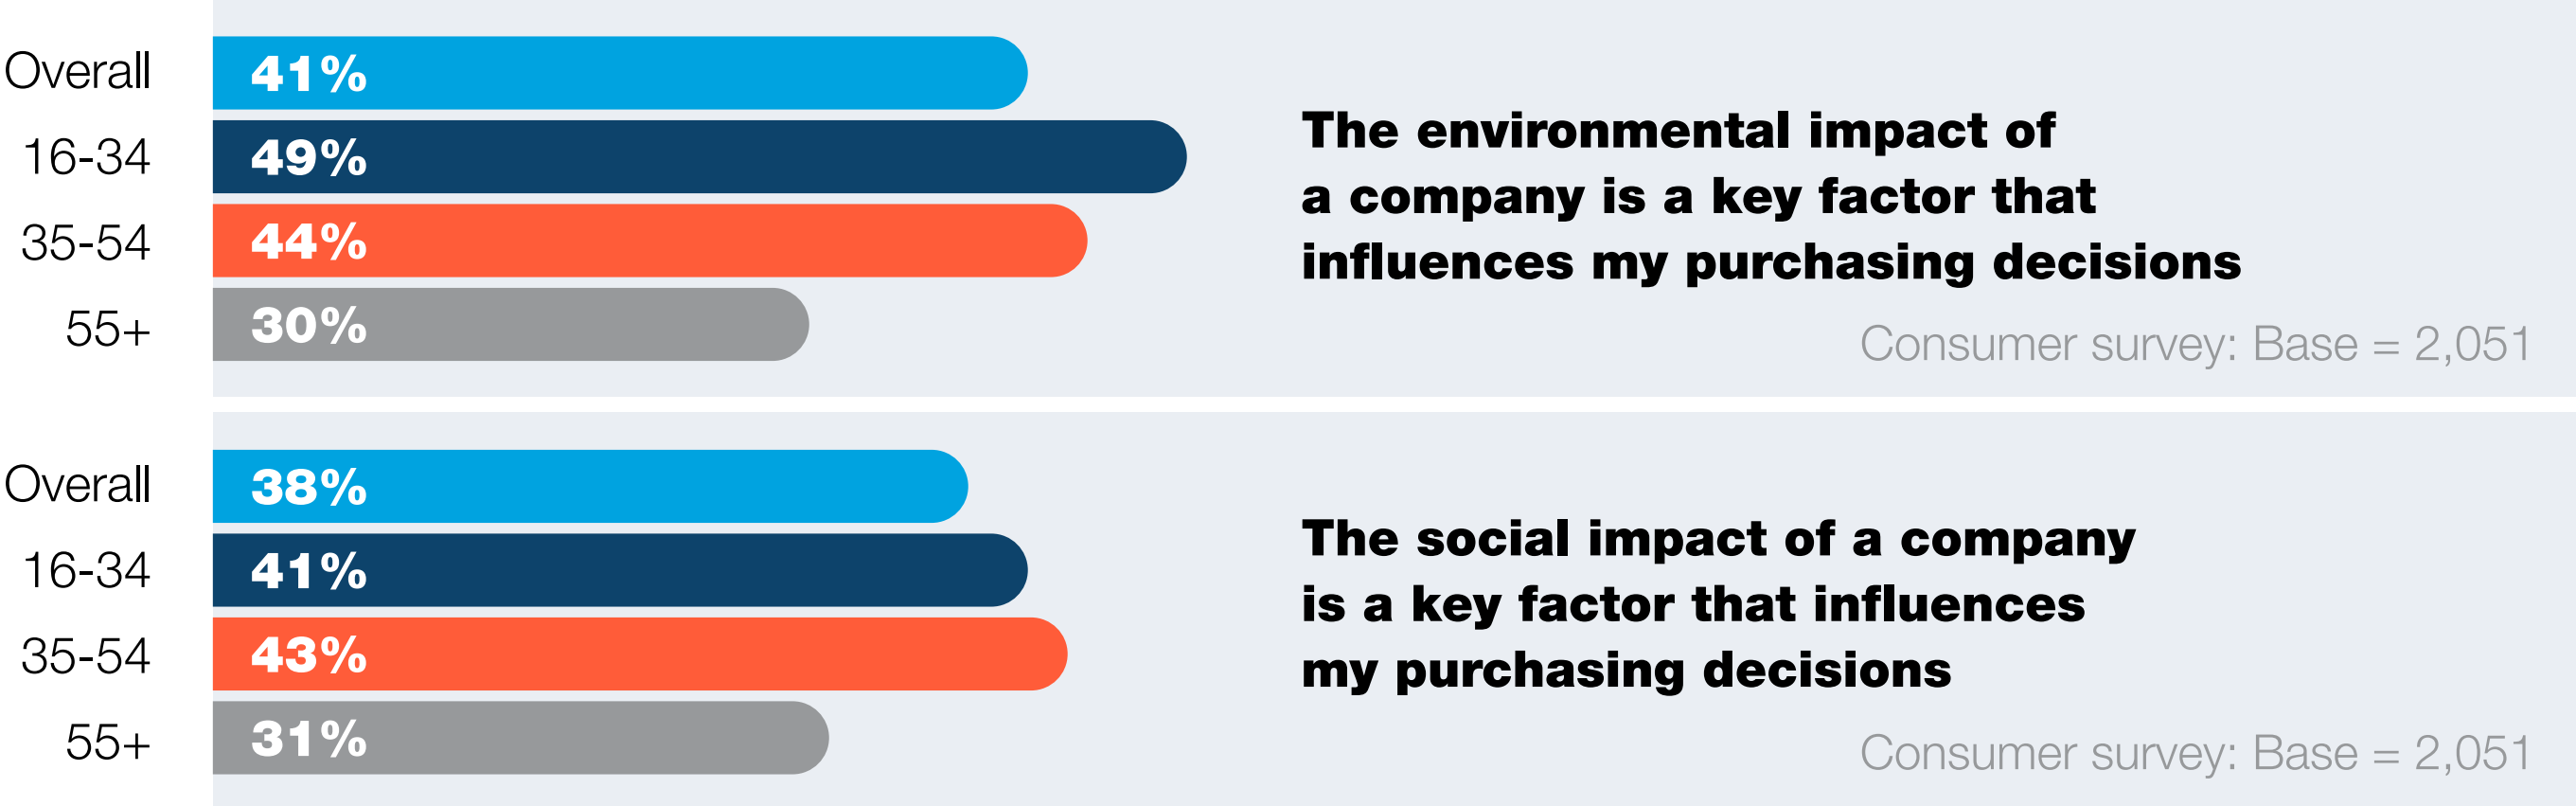 Overall 41%
16-34 49%
35-54 44%
55+ 30%
The environmental impact of
a company is a key factor that
influences my purchasing decisions
Consumer survey: Base = 2,051
Overall 38%
16-34 41%
35-54 43%
55+ 31%
The social impact of a company
is a key factor that influences
my purchasing decisions
Consumer survey: Base = 2,051